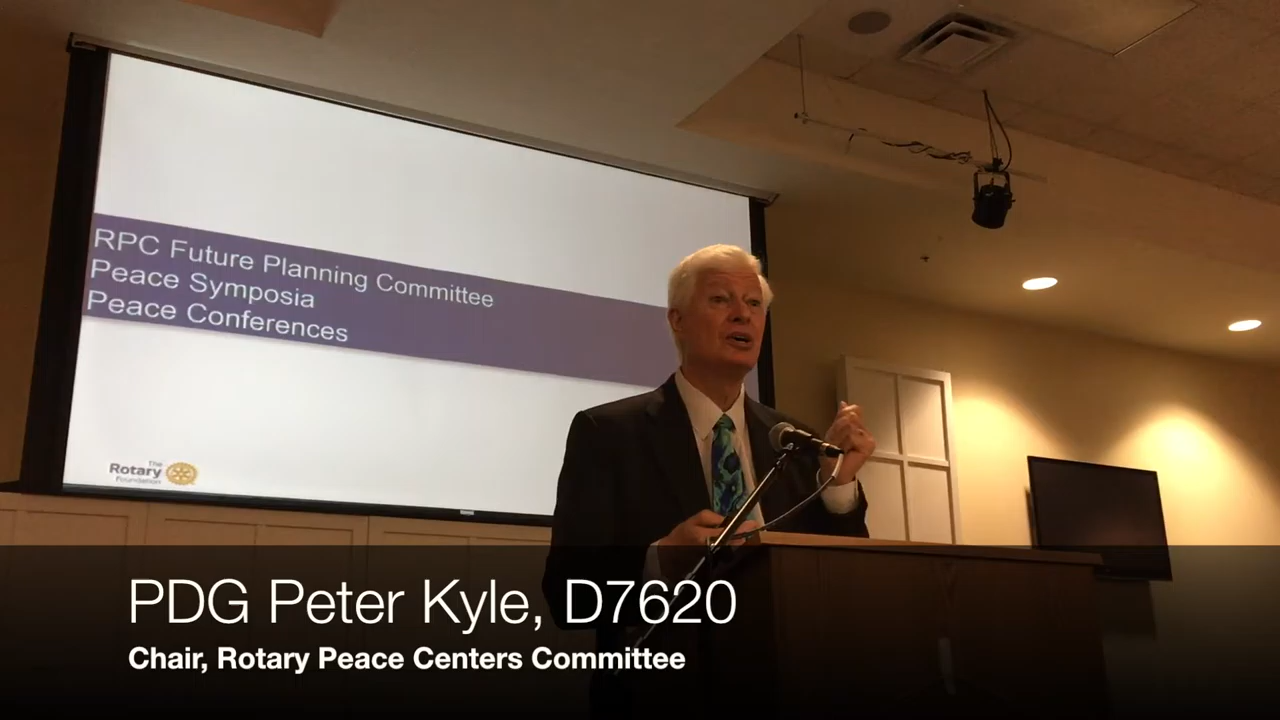 RPC Future Planning Committee
Peace Symposia
Peace Conferences
The
Rotary
Foundation
PDG Peter Kyle, D7620
Chair, Rotary Peace Centers Committee